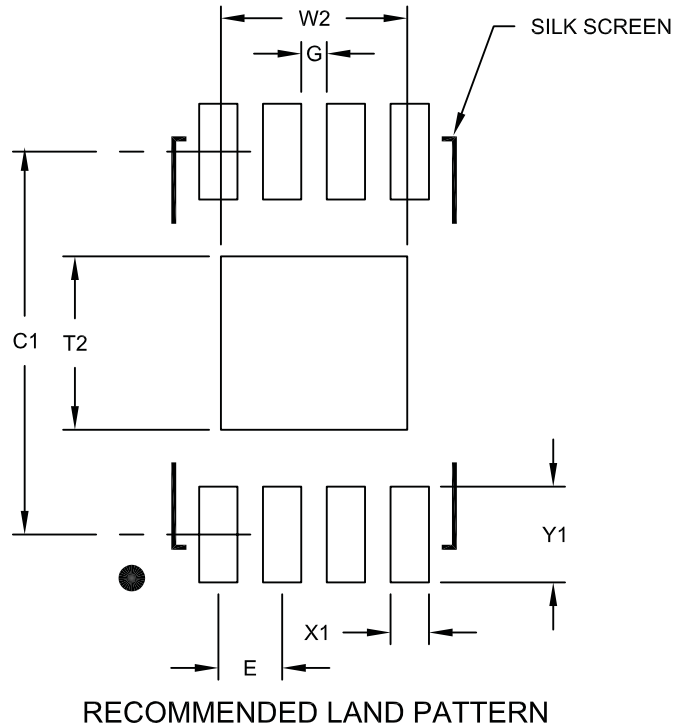 W2
SILK SCREEN
G
C1
T2
Y1
X1
E
RECOMMENDED LAND PATTERN